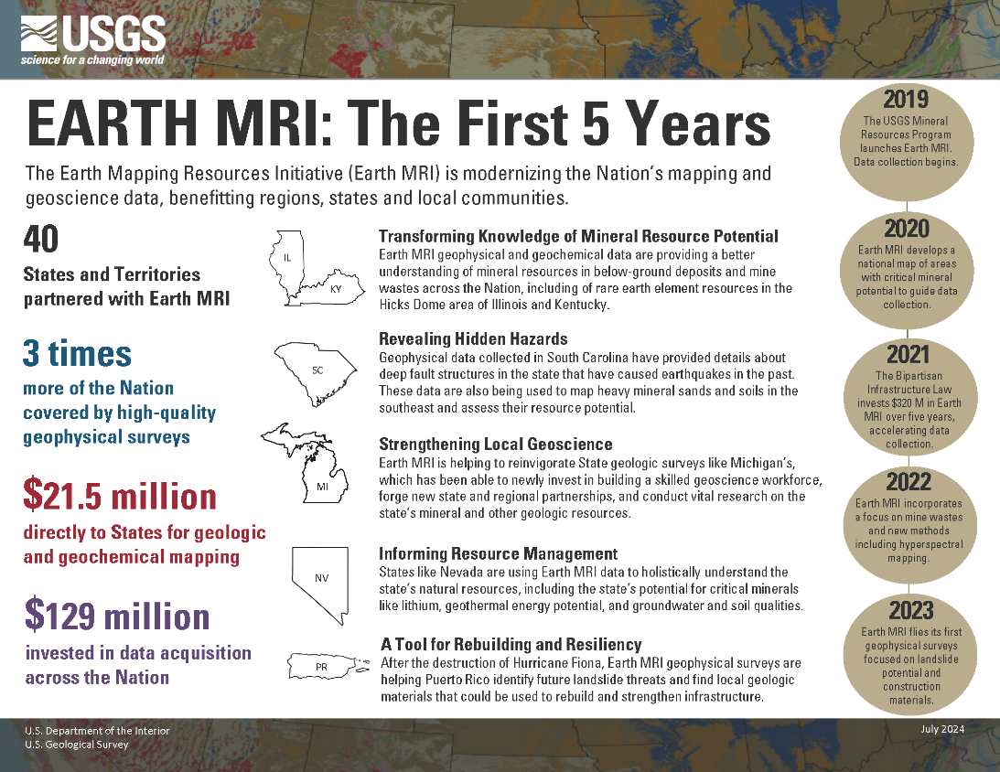 USGS
science for a changing world
EARTH MRI: The First 5 Years
The Earth Mapping Resources Initiative (Earth MRI) is modernizing the Nation's mapping and
geoscience data, benefitting regions, states and local communities.
40
States and Territories
partnered with Earth MRI
3 times
more of the Nation
covered by high-quality
geophysical surveys
$21.5 million
directly to States for geologic
and geochemical mapping
$129 million
invested in data acquisition
across the Nation
IL
KY
Transforming Knowledge of Mineral Resource Potential
Earth MRI geophysical and geochemical data are providing a better
understanding of mineral resources in below-ground deposits and mine
wastes across the Nation, including of rare earth element resources in the
Hicks Dome area of Illinois and Kentucky.
SC
Revealing Hidden Hazards
Geophysical data collected in South Carolina have provided details about
deep fault structures in the state that have caused earthquakes in the past.
These data are also being used to map heavy mineral sands and soils in the
southeast and assess their resource potential.
MI
Strengthening Local Geoscience
Earth MRI is helping to reinvigorate State geologic surveys like Michigan's,
which has been able to newly invest in building a skilled geoscience workforce,
forge new state and regional partnerships, and conduct vital research on the
state's mineral and other geologic resources.
NV
Informing Resource Management
States like Nevada are using Earth MRI data to holistically understand the
state's natural resources, including the state's potential for critical minerals
like lithium, geothermal energy potential, and groundwater and soil qualities.
PR
A Tool for Rebuilding and Resiliency
After the destruction of Hurricane Fiona, Earth MRI geophysical surveys are
helping Puerto Rico identify future landslide threats and find local geologic
materials that could be used to rebuild and strengthen infrastructure.
2019
The USGS Mineral
Resources Program
launches Earth MRI.
Data collection begins.
2020
Earth MRI develops a
national map of areas
with critical mineral
potential to guide data
collection.
2021
The Bipartisan
Infrastructure Law
invests $320 M in Earth
MRI over five years,
accelerating data
collection.
2022
Earth MRI incorporates
a focus on mine wastes
and new methods
including hyperspectral
mapping.
2023
Earth MRI flies its first
geophysical surveys
focused on landslide
potential and
construction
materials.
U.S. Department of the Interior
U.S. Geological Survey
July 2024